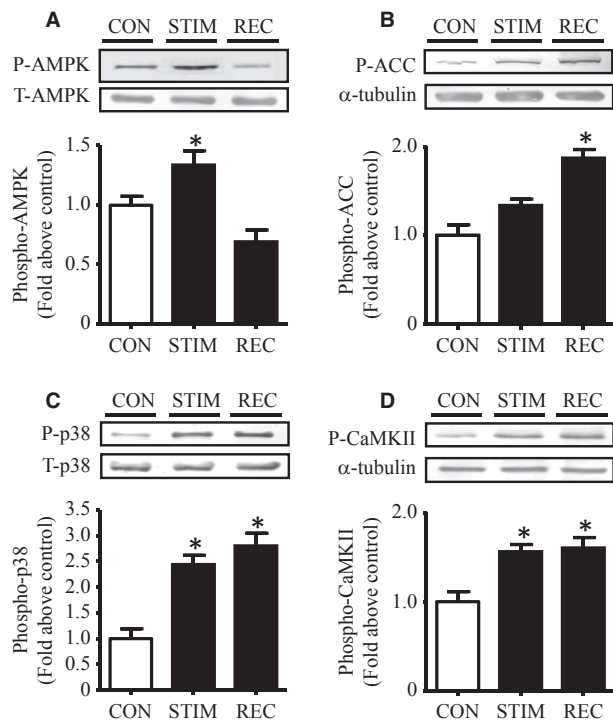 A
CON STIM REC
P-AMPK
T-AMPK
Phospho-AMPK
(Fold above control)
1.5
1.0
0.5
0
*
CON STIM REC
B
CON STIM REC
P-ACC
α-tubulin
Phospho-ACC
(Fold above control)
2.0
1.0
0
*
CON STIM REC
C
CON STIM REC
P-p38
T-p38
Phospho-p38
(Fold above control)
3.5
3.0
2.5
2.0
1.5
1.0
0.5
0
* *
CON STIM REC
D
CON STIM REC
P-CaMKII
α-tubulin
Phospho-CaMKII
(Fold above control)
2.0
1.0
0
* *
CON STIM REC